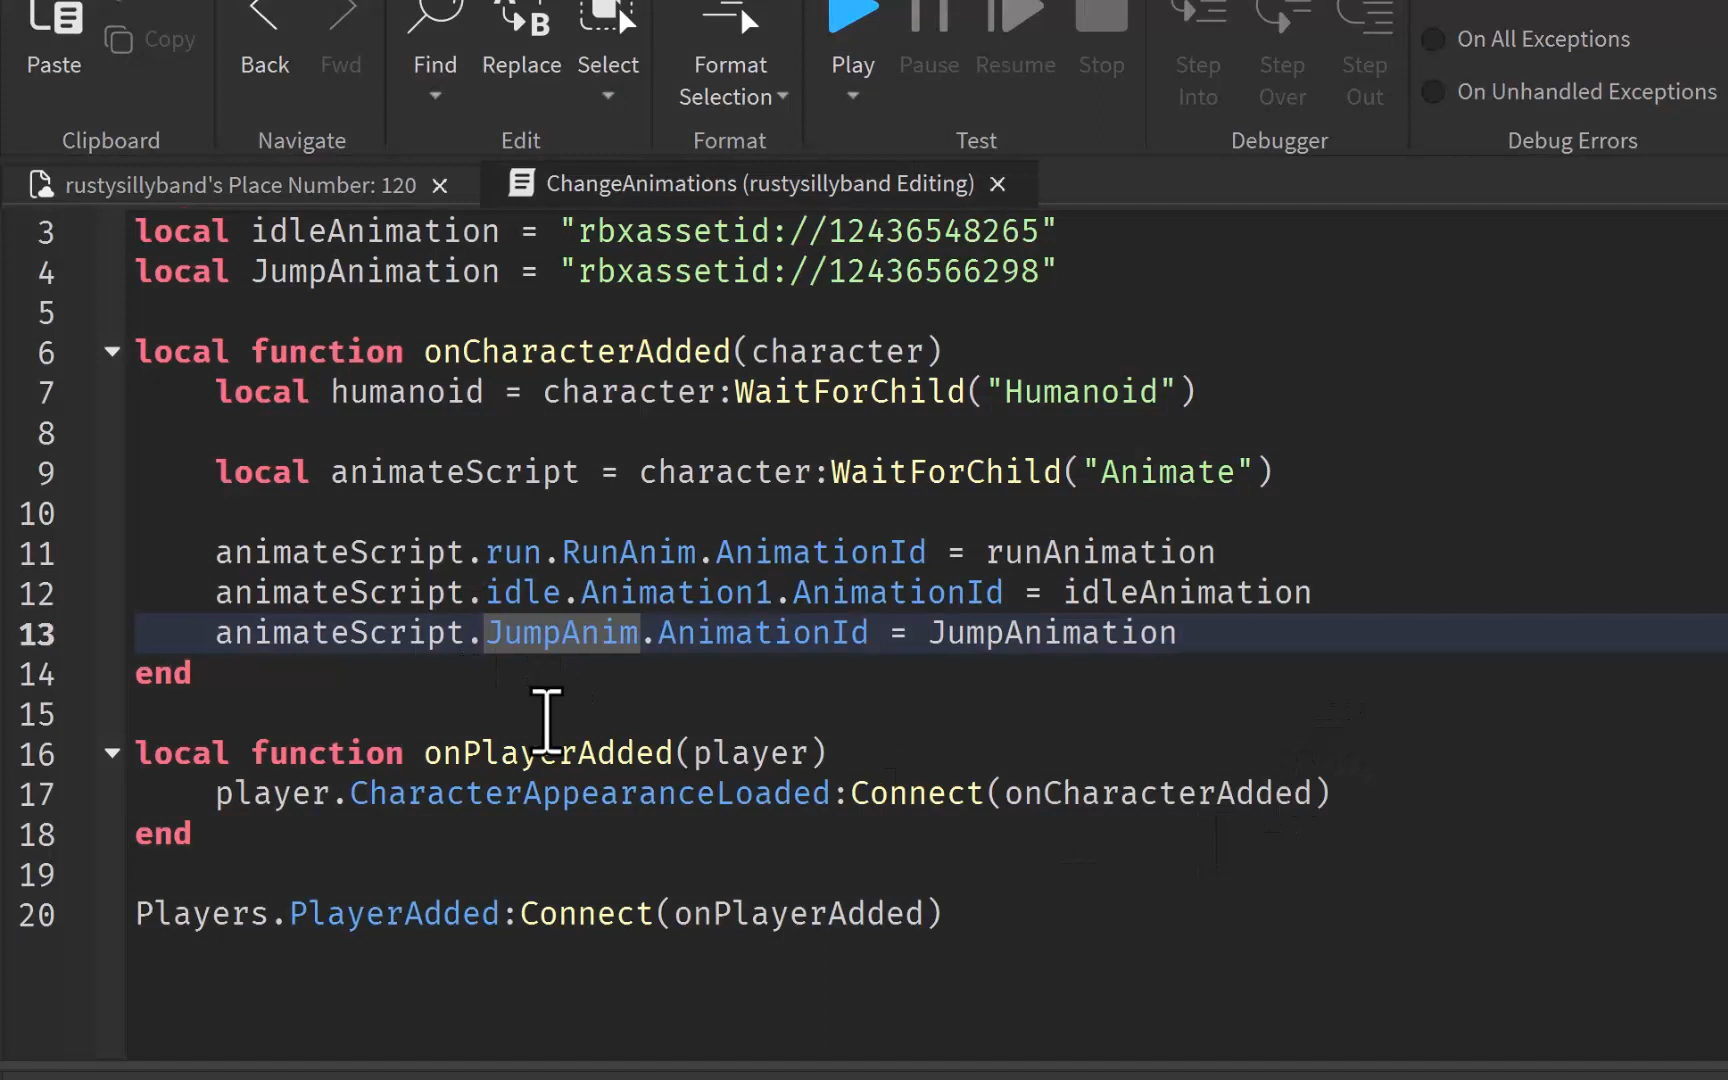 Paste
Copy
Clipboard
Back
Fwd
Navigate
Find
Replace
Select
Edit
Format
Selection
Format
Play
Pause
Resume
Stop
Test
Step
Into
Step
Over
Step
Out
Debugger
On All Exceptions
On Unhandled Exceptions
Debug Errors
rustysillyband's Place Number: 120
ChangeAnimations (rustysillyband Editing)
3 local idleAnimation = "rbxassetid://12436548265"
4 local JumpAnimation = "rbxassetid://12436566298"
5
6 local function onCharacterAdded(character)
7 local humanoid = character:WaitForChild("Humanoid")
8
9 local animateScript = character:WaitForChild("Animate")
10
11 animateScript.run.RunAnim.AnimationId = runAnimation
12 animateScript.idle.Animation1.AnimationId = idleAnimation
13 animateScript.JumpAnim.AnimationId = JumpAnimation
14 end
15
16 local function onPlayerAdded(player)
17 player.CharacterAppearanceLoaded:Connect(onCharacterAdded)
18 end
19
20 Players.PlayerAdded:Connect(onPlayerAdded)